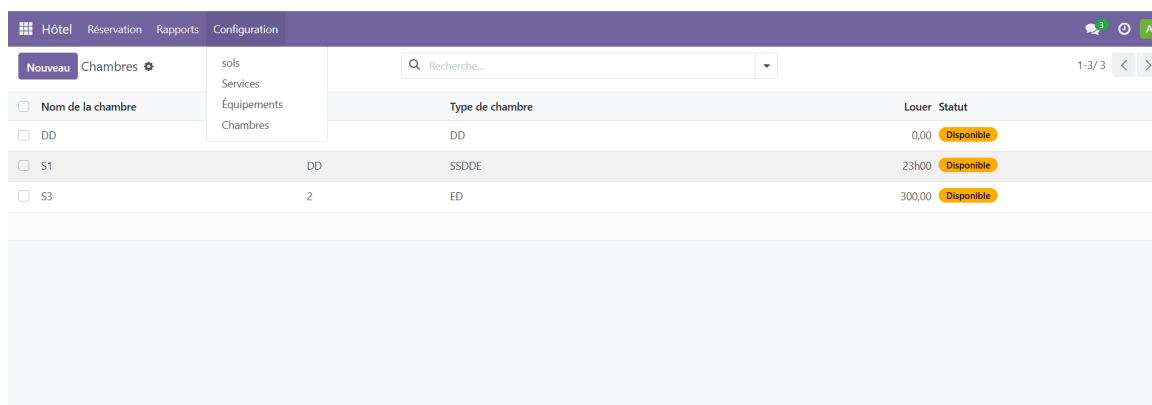 Hôtel Réservation Rapports Configuration 3 A
Nouveau Chambres Recherche... 1-3/ 3
sols
Services
Équipements
Chambres
Nom de la chambre Type de chambre Louer Statut
DD DD 0,00 Disponible
S1 DD SSDDE 23h00 Disponible
S3 2 ED 300,00 Disponible